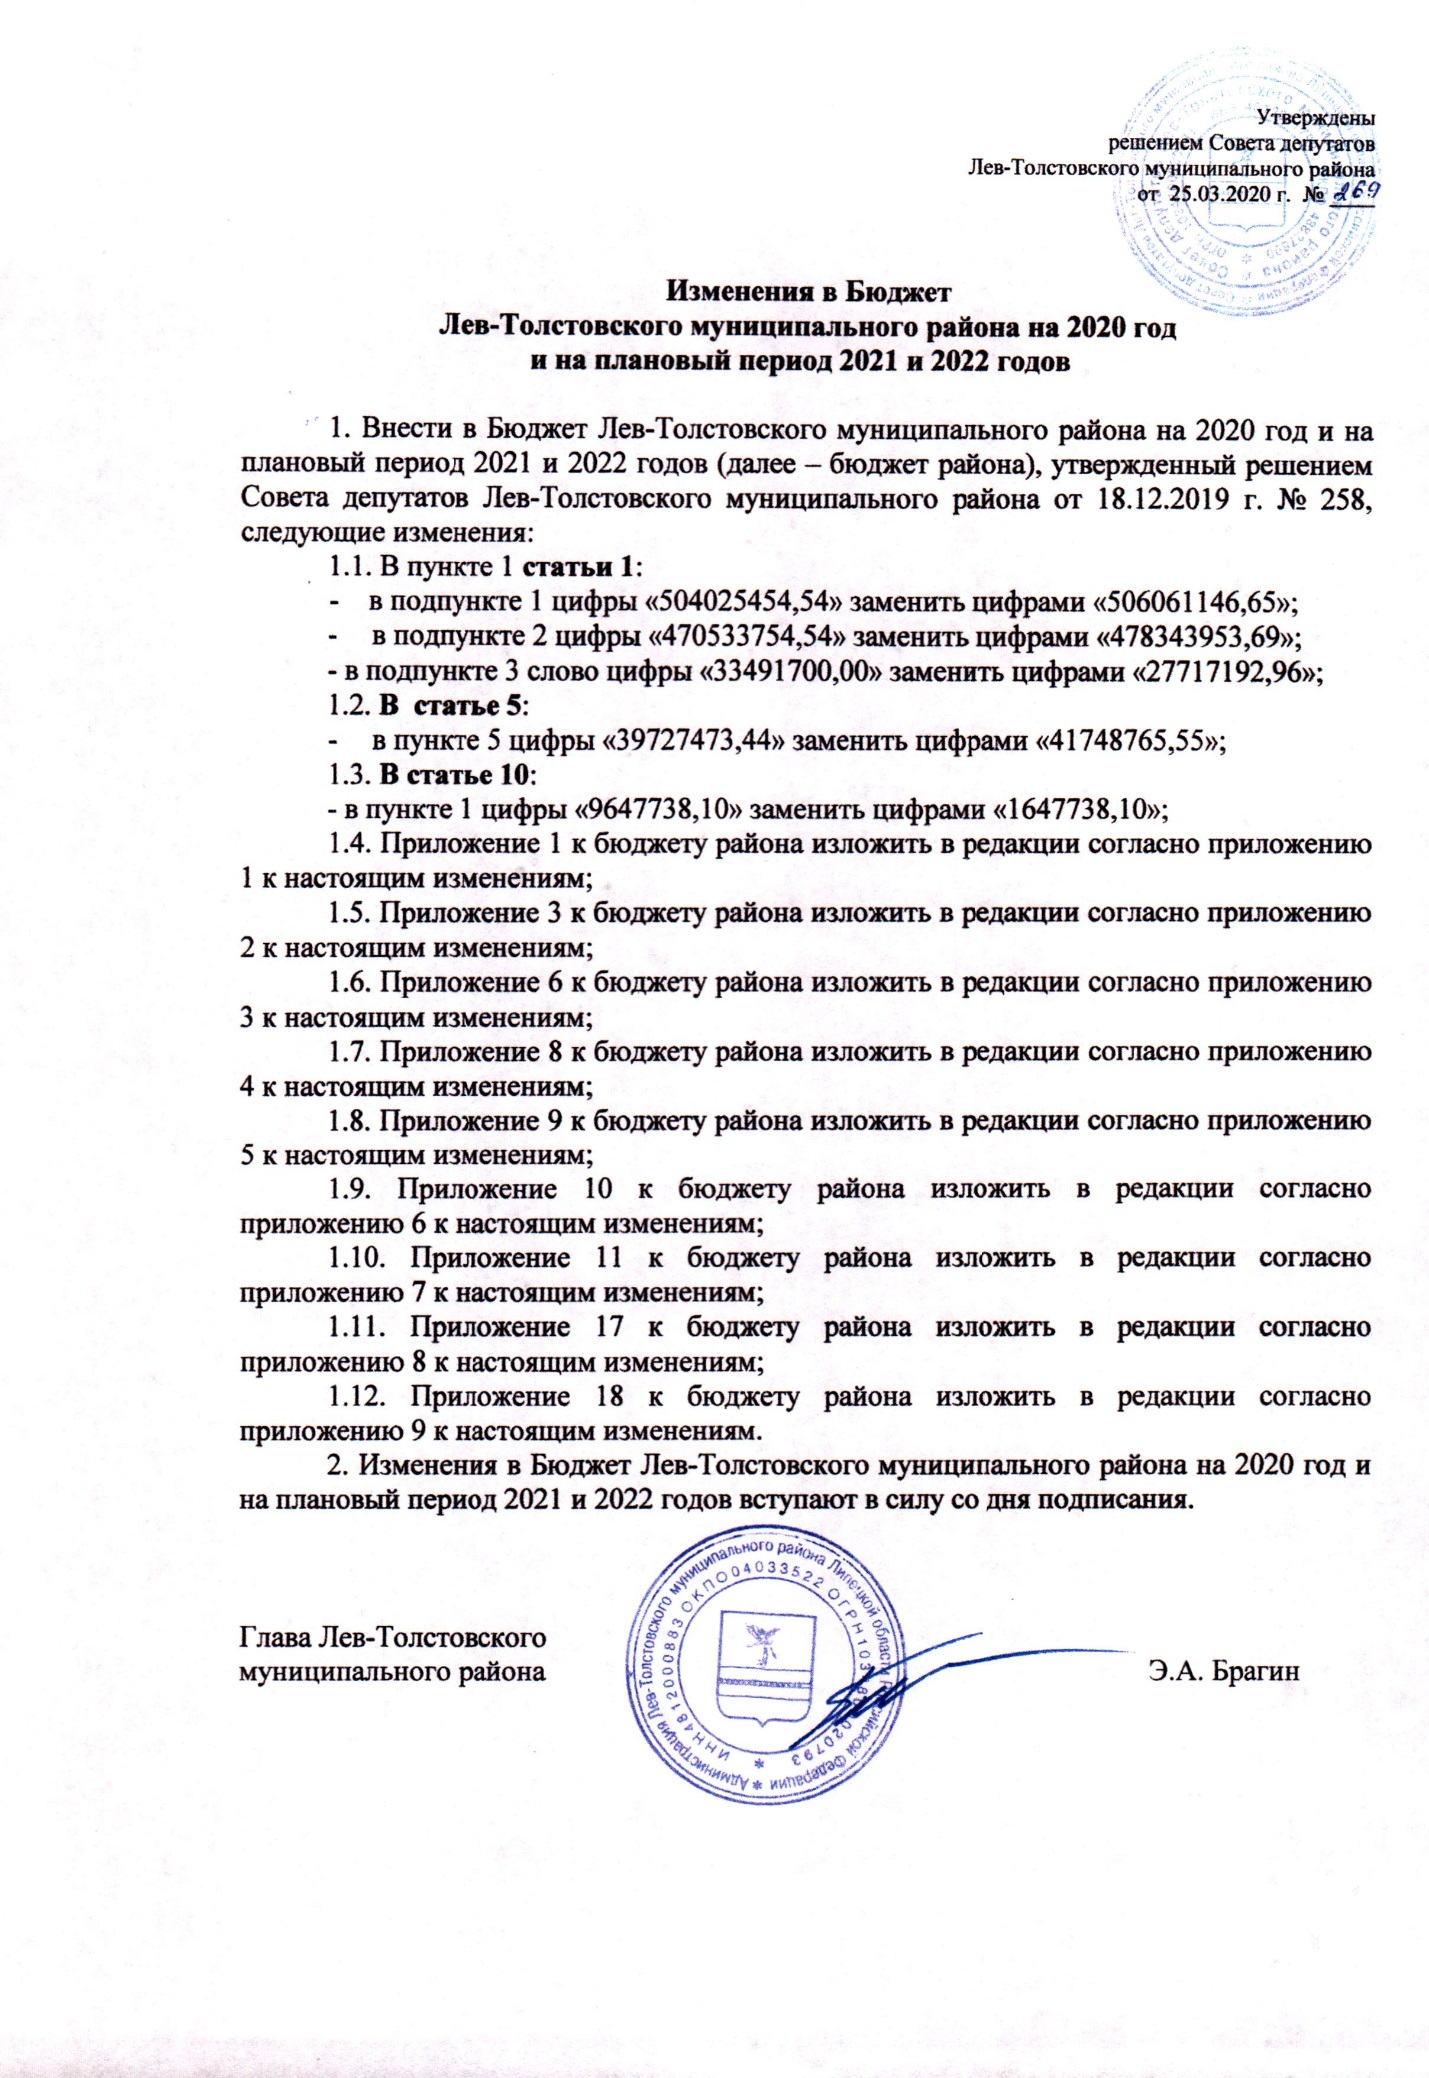 Утверждены
решением Совета депутатов
Лев-Толстовского муниципального района
от 25.03.2020 г. № 269
Изменения в Бюджет
Лев-Толстовского муниципального района на 2020 год
и на плановый период 2021 и 2022 годов
1. Внести в Бюджет Лев-Толстовского муниципального района на 2020 год и на
плановый период 2021 и 2022 годов (далее – бюджет района), утвержденный решением
Совета депутатов Лев-Толстовского муниципального района от 18.12.2019 г. № 258,
следующие изменения:
1.1. В пункте 1 статьи 1:
- в подпункте 1 цифры «504025454,54» заменить цифрами «506061146,65»;
- в подпункте 2 цифры «470533754,54» заменить цифрами «478343953,69»;
- в подпункте 3 слово цифры «33491700,00» заменить цифрами «27717192,96»;
1.2. В статье 5:
- в пункте 5 цифры «39727473,44» заменить цифрами «41748765,55»;
1.3. В статье 10:
- в пункте 1 цифры «9647738,10» заменить цифрами «1647738,10»;
1.4. Приложение 1 к бюджету района изложить в редакции согласно приложению
1 к настоящим изменениям;
1.5. Приложение 3 к бюджету района изложить в редакции согласно приложению
2 к настоящим изменениям;
1.6. Приложение 6 к бюджету района изложить в редакции согласно приложению
3 к настоящим изменениям;
1.7. Приложение 8 к бюджету района изложить в редакции согласно приложению
4 к настоящим изменениям;
1.8. Приложение 9 к бюджету района изложить в редакции согласно приложению
5 к настоящим изменениям;
1.9. Приложение 10 к бюджету района изложить в редакции согласно
приложению 6 к настоящим изменениям;
1.10. Приложение 11 к бюджету района изложить в редакции согласно
приложению 7 к настоящим изменениям;
1.11. Приложение 17 к бюджету района изложить в редакции согласно
приложению 8 к настоящим изменениям;
1.12. Приложение 18 к бюджету района изложить в редакции согласно
приложению 9 к настоящим изменениям.
2. Изменения в Бюджет Лев-Толстовского муниципального района на 2020 год и
на плановый период 2021 и 2022 годов вступают в силу со дня подписания.
Администрация Лев-Толстовского муниципального района Липецкой области Российской Федерации
ИНН4812000883 ОКПО04033522 ОГРН
Глава Лев-Толстовского
муниципального района Э.А. Брагин